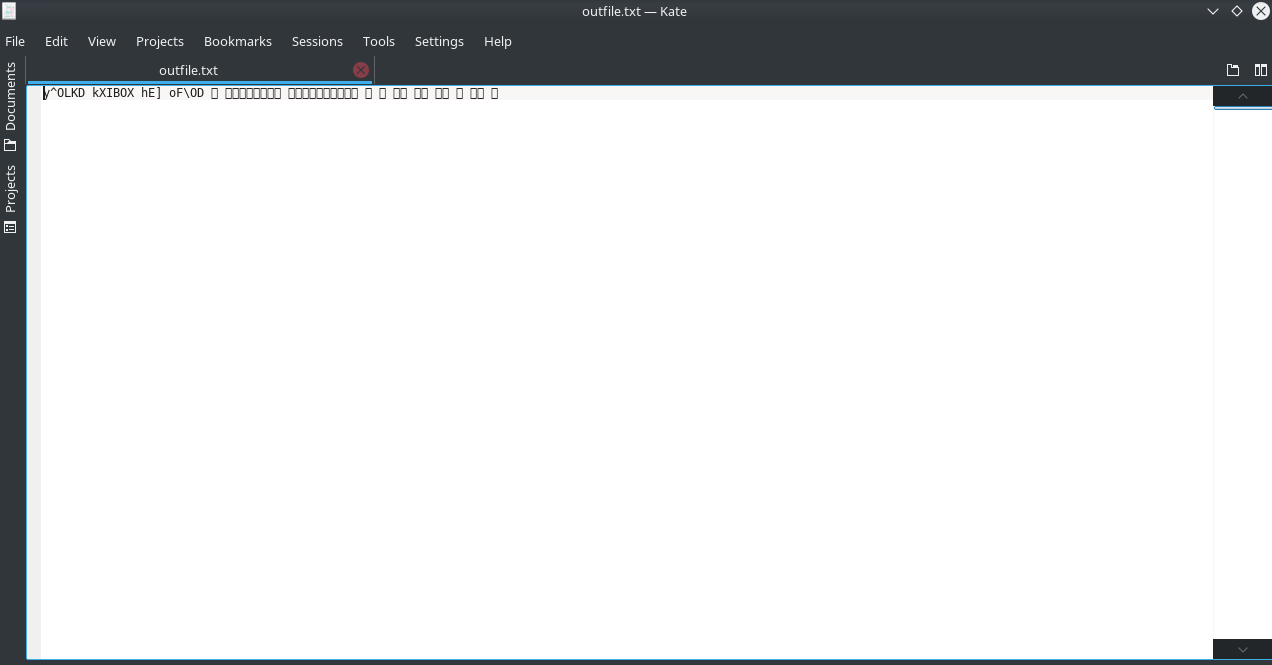 outfile.txt — Kate
File Edit View Projects Bookmarks Sessions Tools Settings Help
outfile.txt
y^OLKD kXIBOX hE] oF\OD
Documents
Projects